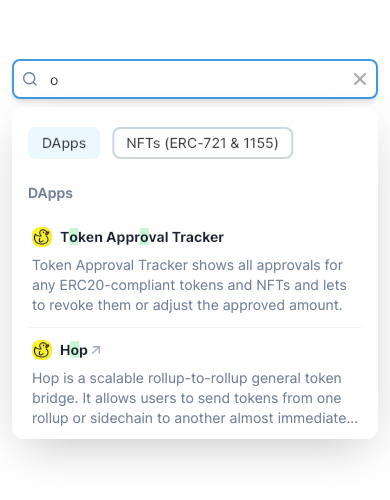 o
DApps
NFTs (ERC-721 & 1155)
DApps
Token Approval Tracker
Token Approval Tracker shows all approvals for
any ERC20-compliant tokens and NFTs and lets
to revoke them or adjust the approved amount.
Hop
Hop is a scalable rollup-to-rollup general token
bridge. It allows users to send tokens from one
rollup or sidechain to another almost immediate...